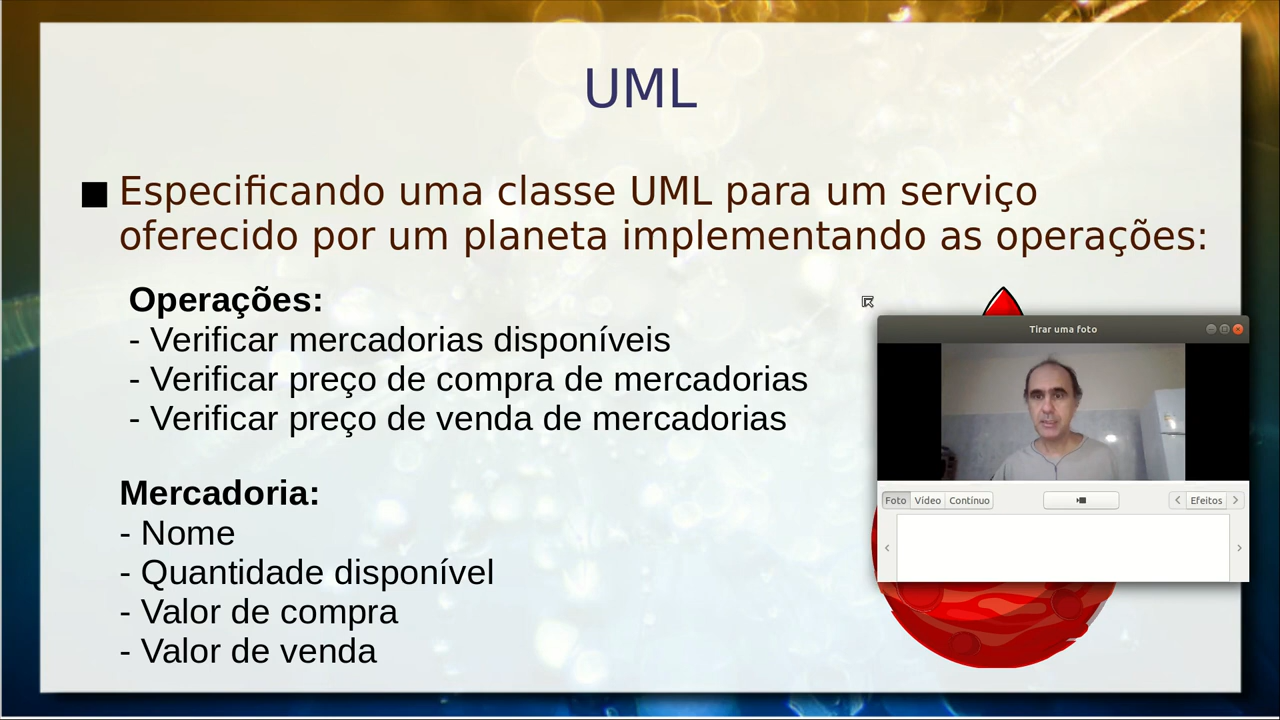 UML
Especificando uma classe UML para um serviço
oferecido por um planeta implementando as operações:
Operações:
- Verificar mercadorias disponíveis
- Verificar preço de compra de mercadorias
- Verificar preço de venda de mercadorias
Mercadoria:
- Nome
- Quantidade disponível
- Valor de compra
- Valor de venda
Tirar uma foto
Foto Vídeo Contínuo Efeitos